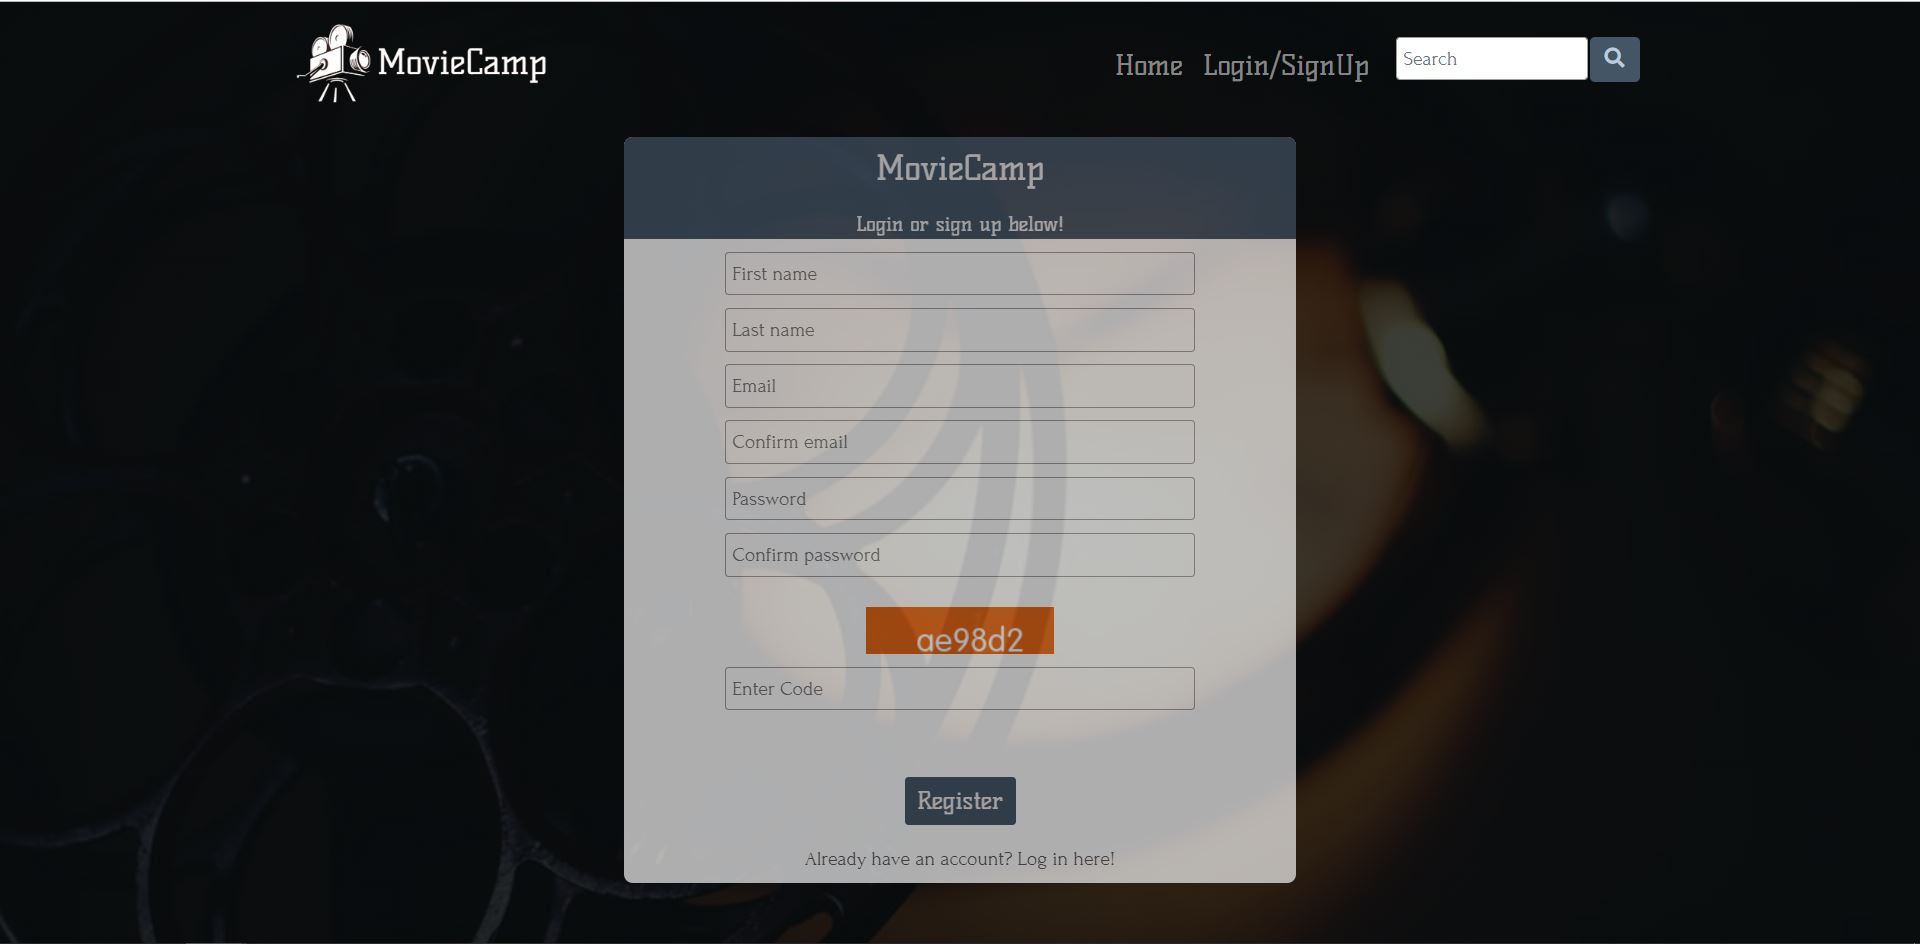 MovieCamp
Home Login/SignUp Search
MovieCamp
Login or sign up below!
First name
Last name
Email
Confirm email
Password
Confirm password
ae98d2
Enter Code
Register
Already have an account? Log in here!